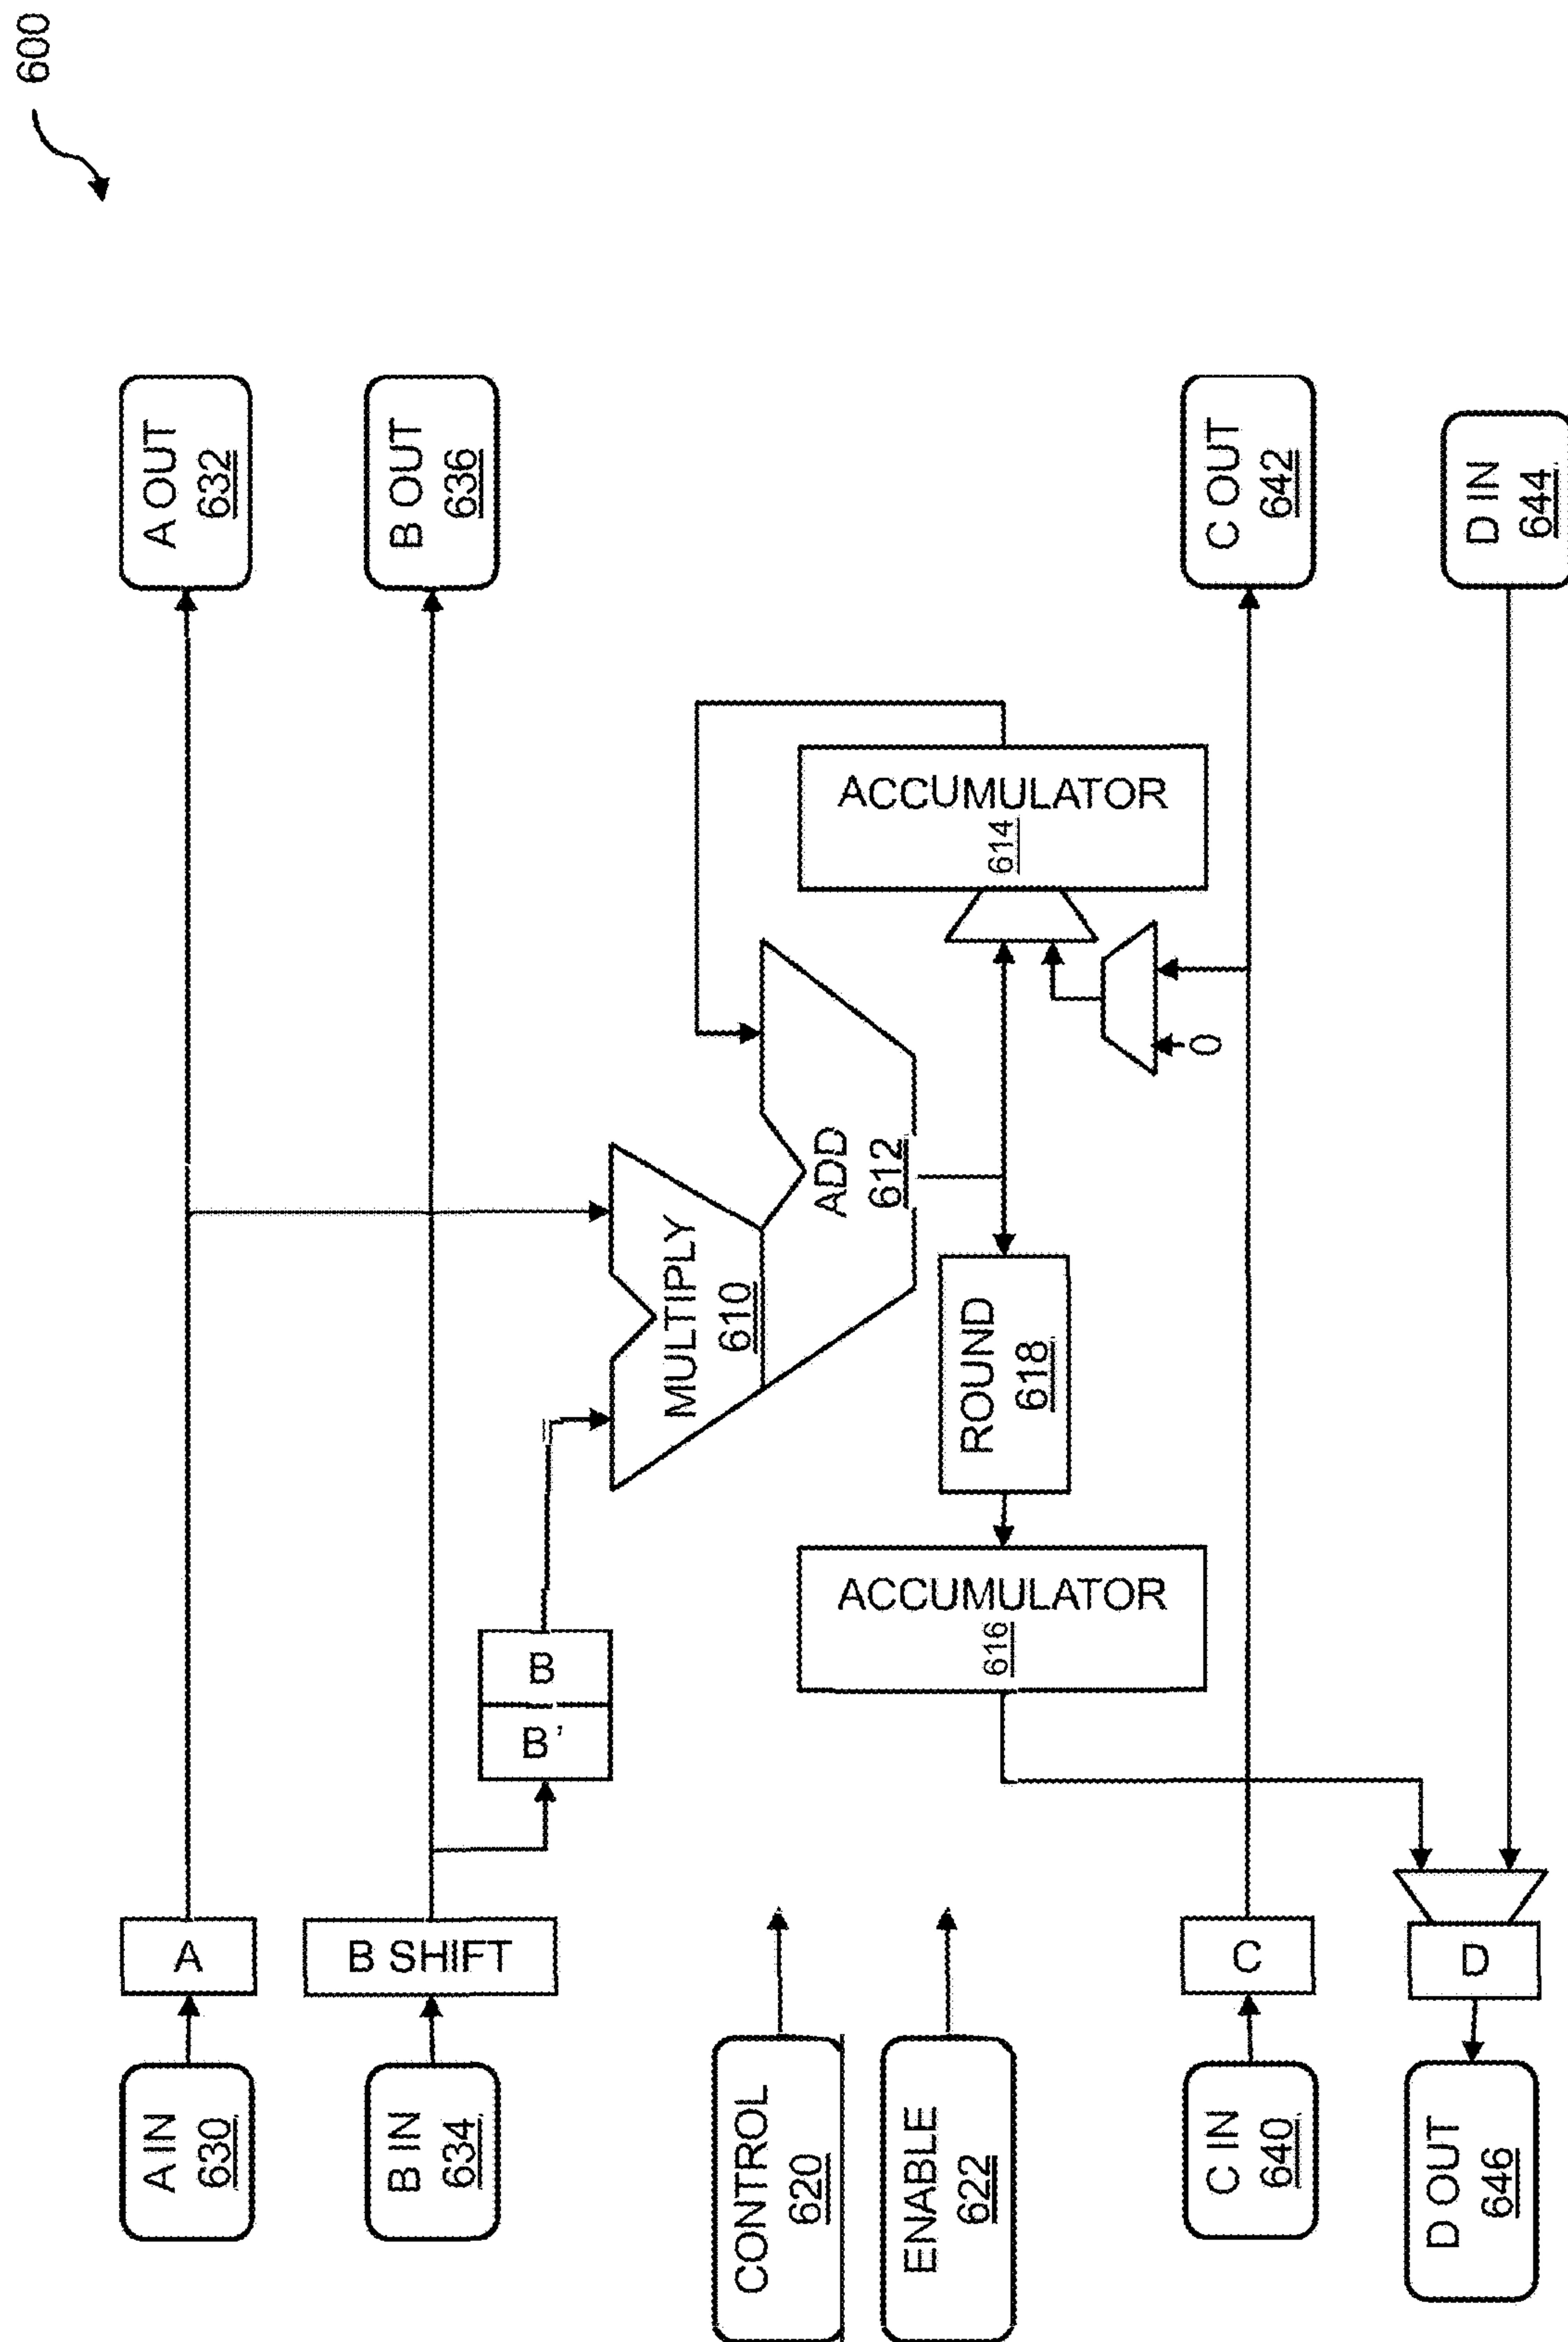 600
A IN
630
A
A OUT
632
B IN
634
B SHIFT
B OUT
636
B'
B
MULTIPLY
610
ADD
612
CONTROL
620
ENABLE
622
ACCUMULATOR
616
ROUND
618
ACCUMULATOR
614
0
C IN
640
C
C OUT
642
D OUT
646
D
D IN
644